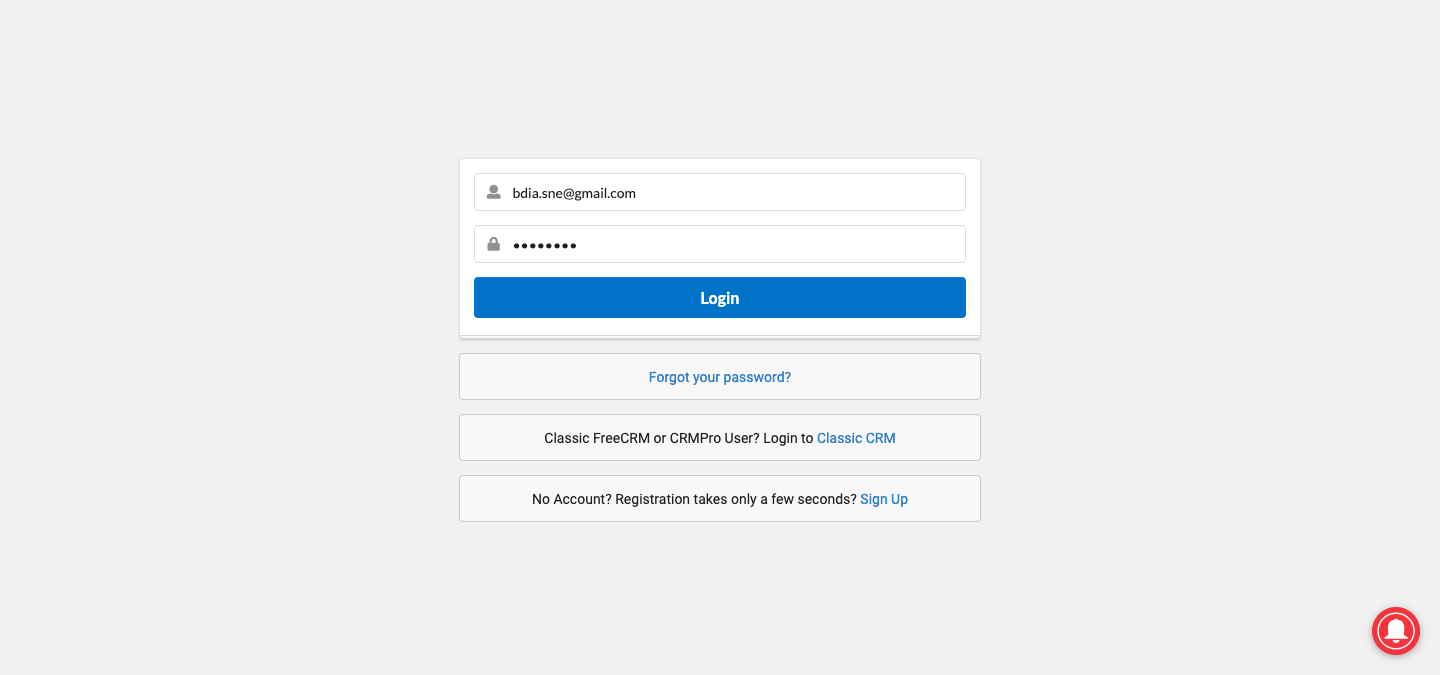 bdia.sne@gmail.com
••••••••
Login
Forgot your password?
Classic FreeCRM or CRMPro User? Login to Classic CRM
No Account? Registration takes only a few seconds? Sign Up